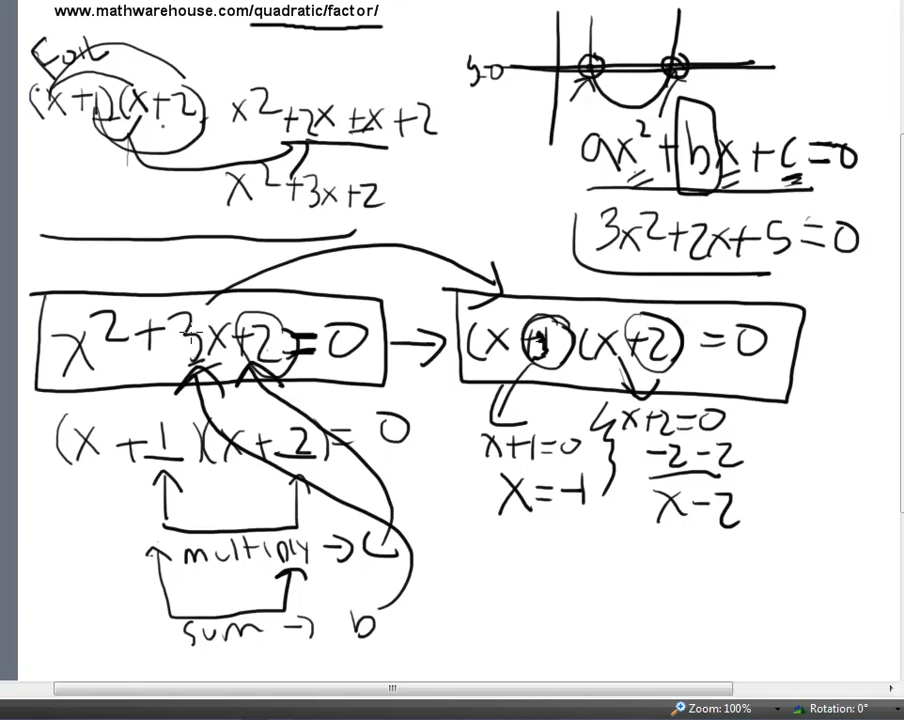 www.mathwarehouse.com/quadratic/factor/
(x+1)(x+2) x²+2x+x+2
x²+3x+2
y=0
ax²+bx+c=0
3x²+2x+5=0
x²+3x+2=0 → (x+1)(x+2)=0
(x+1)(x+2)=0
multiply → c
sum → b
x+1=0
x=-1
x+2=0
-2 -2
x-2
Zoom: 100% Rotation: 0°